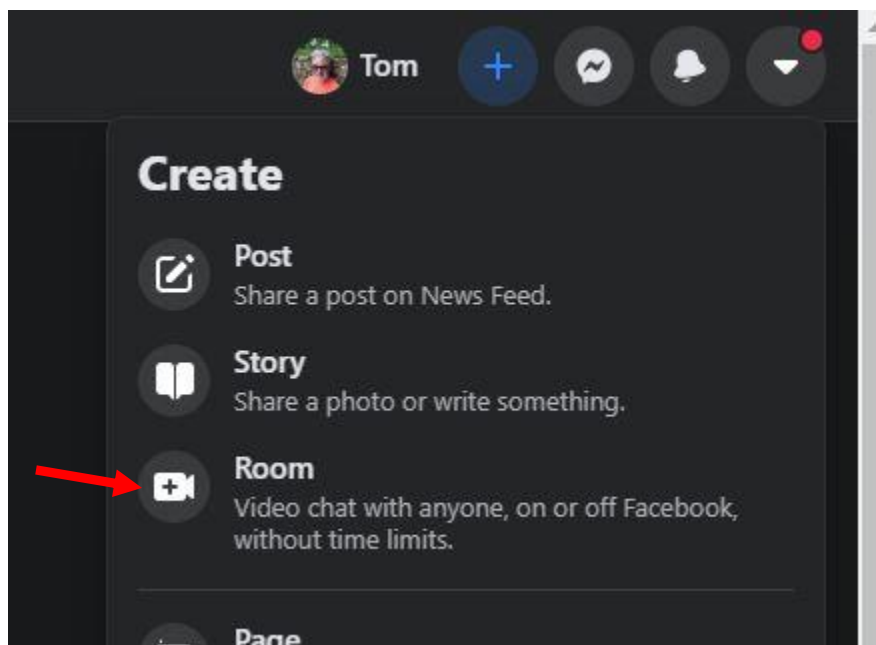 Tom
Create
Post
Share a post on News Feed.
Story
Share a photo or write something.
Room
Video chat with anyone, on or off Facebook,
without time limits.
Page